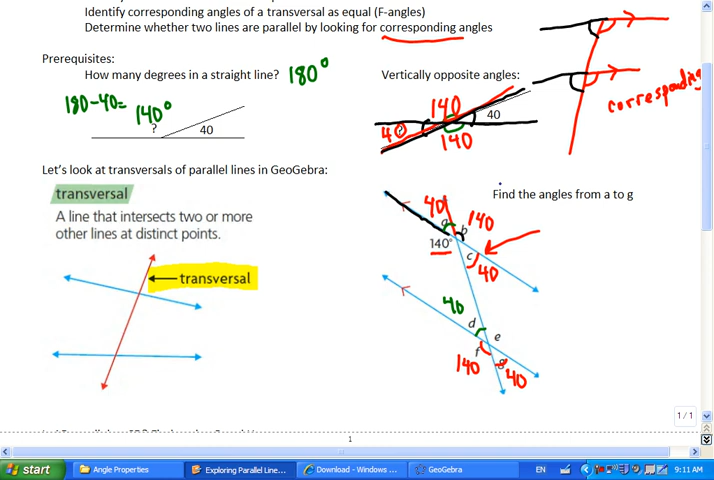 Identify corresponding angles of a transversal as equal (F-angles)
Determine whether two lines are parallel by looking for corresponding angles
corresponding
Prerequisites:
How many degrees in a straight line? 180°
180-40= 140°
?
40
Vertically opposite angles:
140
40
?
40
140
Let's look at transversals of parallel lines in GeoGebra:
transversal
A line that intersects two or more
other lines at distinct points.
transversal
Find the angles from a to g
40
140
a
b
140°
c
40
40
d
e
f
140
g
40
1 / 1
1
start
Angle Properties
Exploring Parallel Line...
Download - Windows ...
GeoGebra
EN
9:11 AM